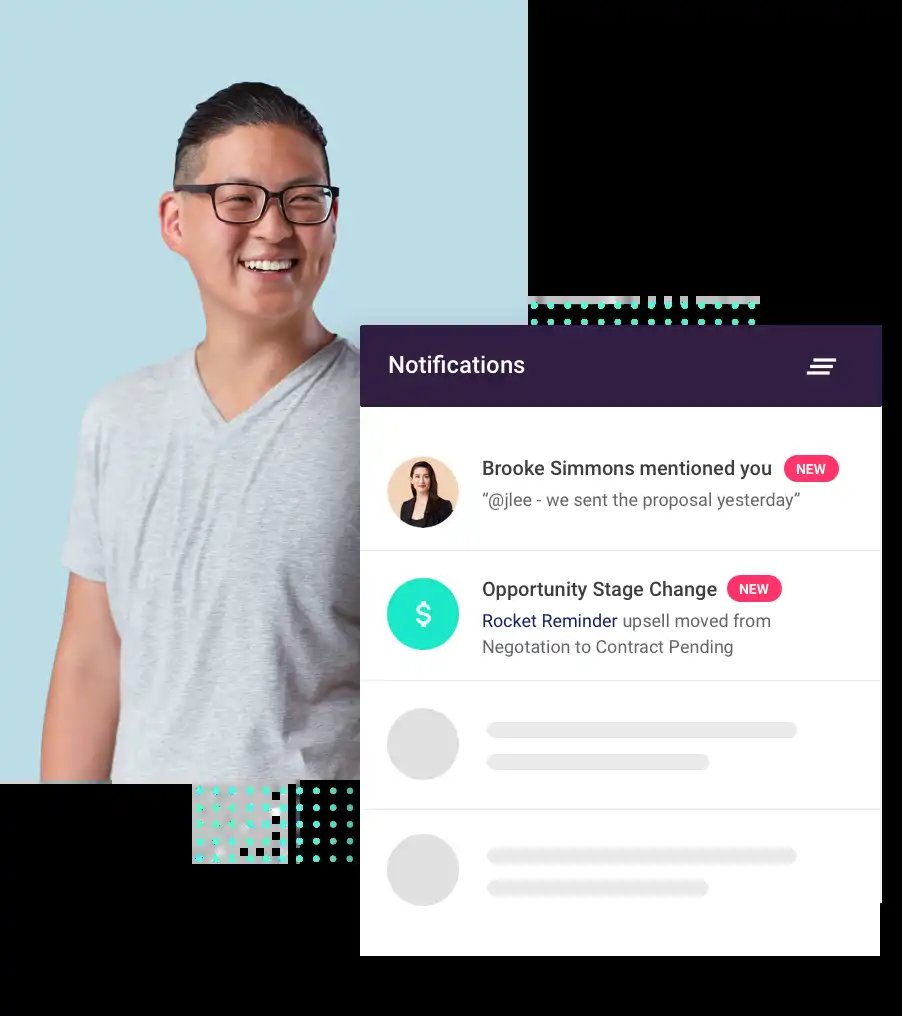 Notifications
Brooke Simmons mentioned you NEW
“@jlee - we sent the proposal yesterday”
Opportunity Stage Change NEW
$
Rocket Reminder upsell moved from
Negotation to Contract Pending